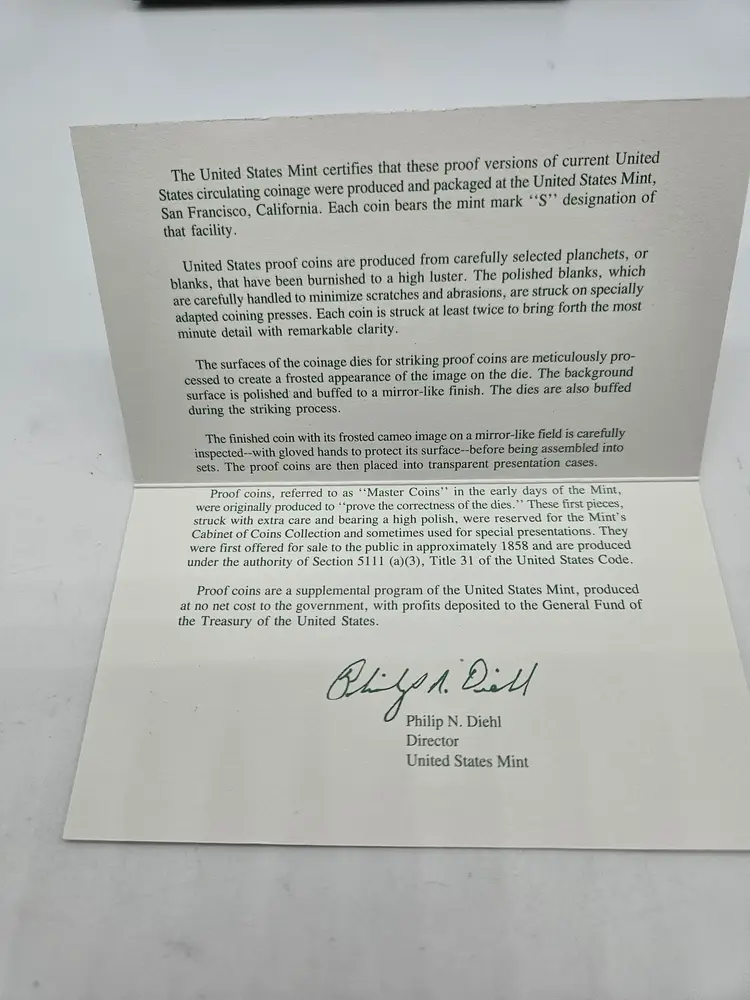 The United States Mint certifies that these proof versions of current United
States circulating coinage were produced and packaged at the United States Mint,
San Francisco, California. Each coin bears the mint mark ‘‘S’’ designation of
that facility.
United States proof coins are produced from carefully selected planchets, or
blanks, that have been burnished to a high luster. The polished blanks, which
are carefully handled to minimize scratches and abrasions, are struck on specially
adapted coining presses. Each coin is struck at least twice to bring forth the most
minute detail with remarkable clarity.
The surfaces of the coinage dies for striking proof coins are meticulously pro-
cessed to create a frosted appearance of the image on the die. The background
surface is polished and buffed to a mirror-like finish. The dies are also buffed
during the striking process.
The finished coin with its frosted cameo image on a mirror-like field is carefully
inspected--with gloved hands to protect its surface--before being assembled into
sets. The proof coins are then placed into transparent presentation cases.
Proof coins, referred to as ‘‘Master Coins’’ in the early days of the Mint,
were originally produced to ‘‘prove the correctness of the dies.’’ These first pieces,
struck with extra care and bearing a high polish, were reserved for the Mint's
Cabinet of Coins Collection and sometimes used for special presentations. They
were first offered for sale to the public in approximately 1858 and are produced
under the authority of Section 5111 (a)(3), Title 31 of the United States Code.
Proof coins are a supplemental program of the United States Mint, produced
at no net cost to the government, with profits deposited to the General Fund of
the Treasury of the United States.
Philip N. Diehl
Philip N. Diehl
Director
United States Mint